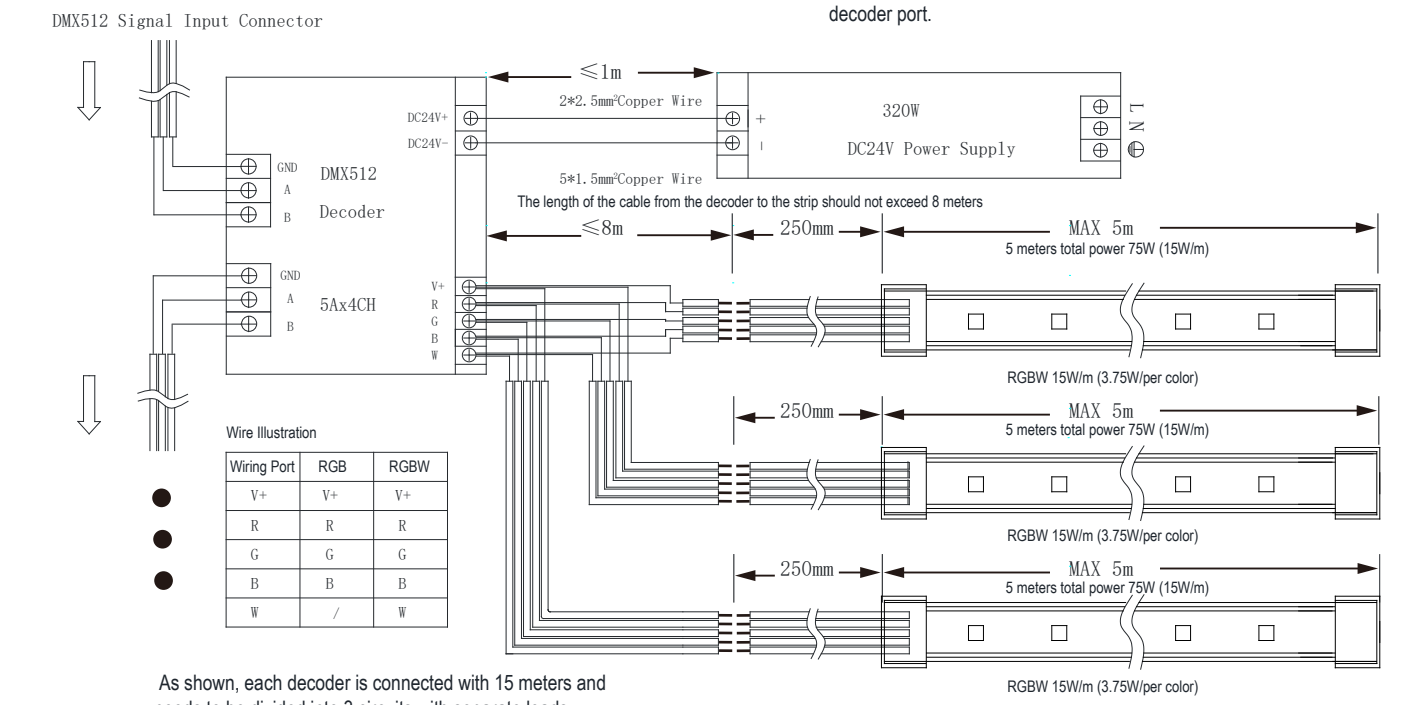 decoder port.
DMX512 Signal Input Connector
≤1m
2*2.5mm²Copper Wire
DC24V+
DC24V-
+
-
320W
DC24V Power Supply
L
N
GND
A
B
DMX512
Decoder
5*1.5mm²Copper Wire
The length of the cable from the decoder to the strip should not exceed 8 meters
≤8m
250mm
MAX 5m
5 meters total power 75W (15W/m)
GND
A
B
5Ax4CH
V+
R
G
B
W
RGBW 15W/m (3.75W/per color)
250mm
MAX 5m
5 meters total power 75W (15W/m)
Wire Illustration
Wiring Port RGB RGBW
V+ V+ V+
R R R
G G G
B B B
W / W
RGBW 15W/m (3.75W/per color)
250mm
MAX 5m
5 meters total power 75W (15W/m)
RGBW 15W/m (3.75W/per color)
As shown, each decoder is connected with 15 meters and